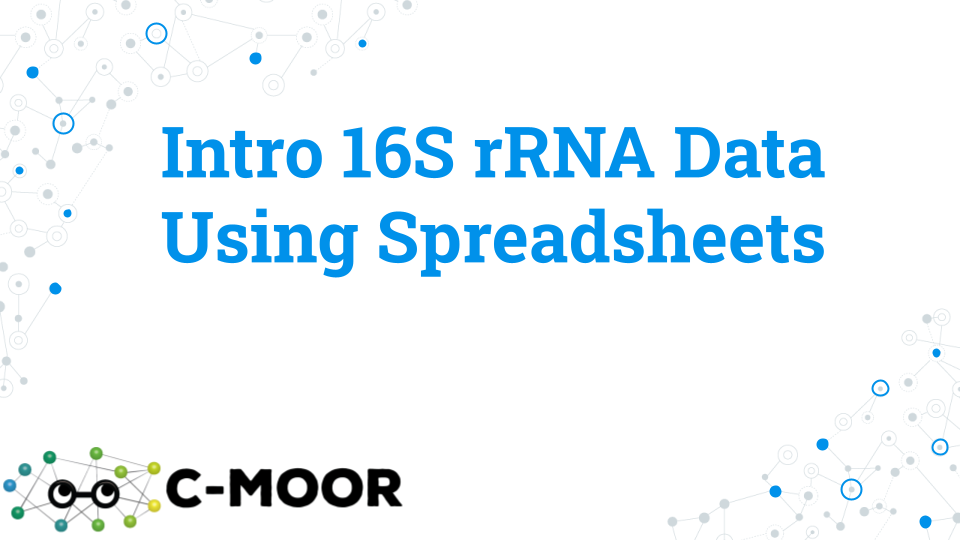 Intro 16S rRNA Data
Using Spreadsheets
C-MOOR